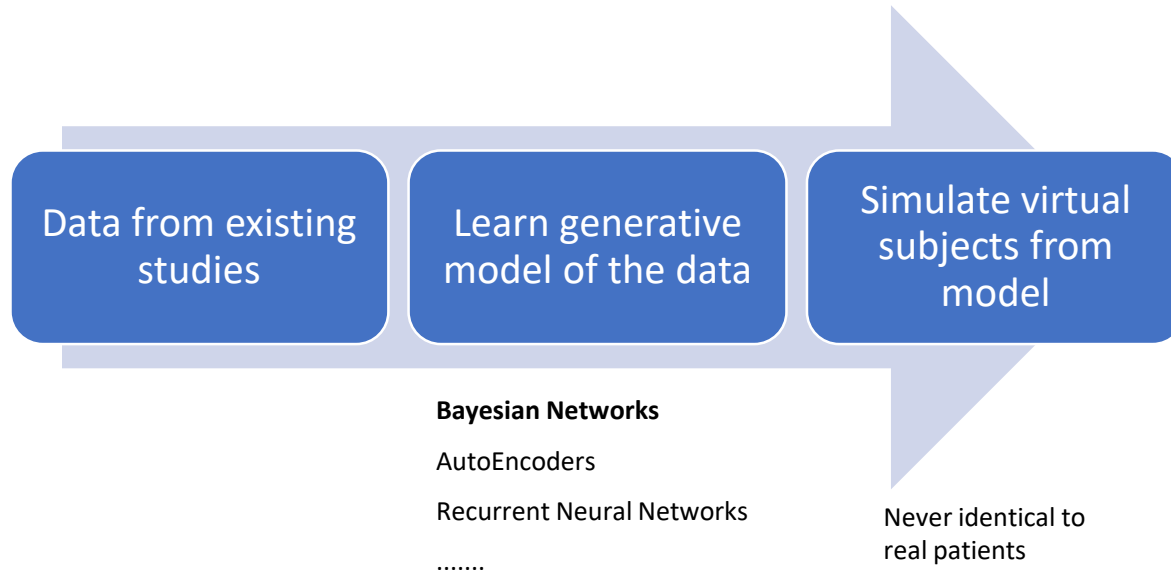 Data from existing
studies
Learn generative
model of the data
Simulate virtual
subjects from
model
Bayesian Networks
AutoEncoders
Recurrent Neural Networks
.......
Never identical to
real patients